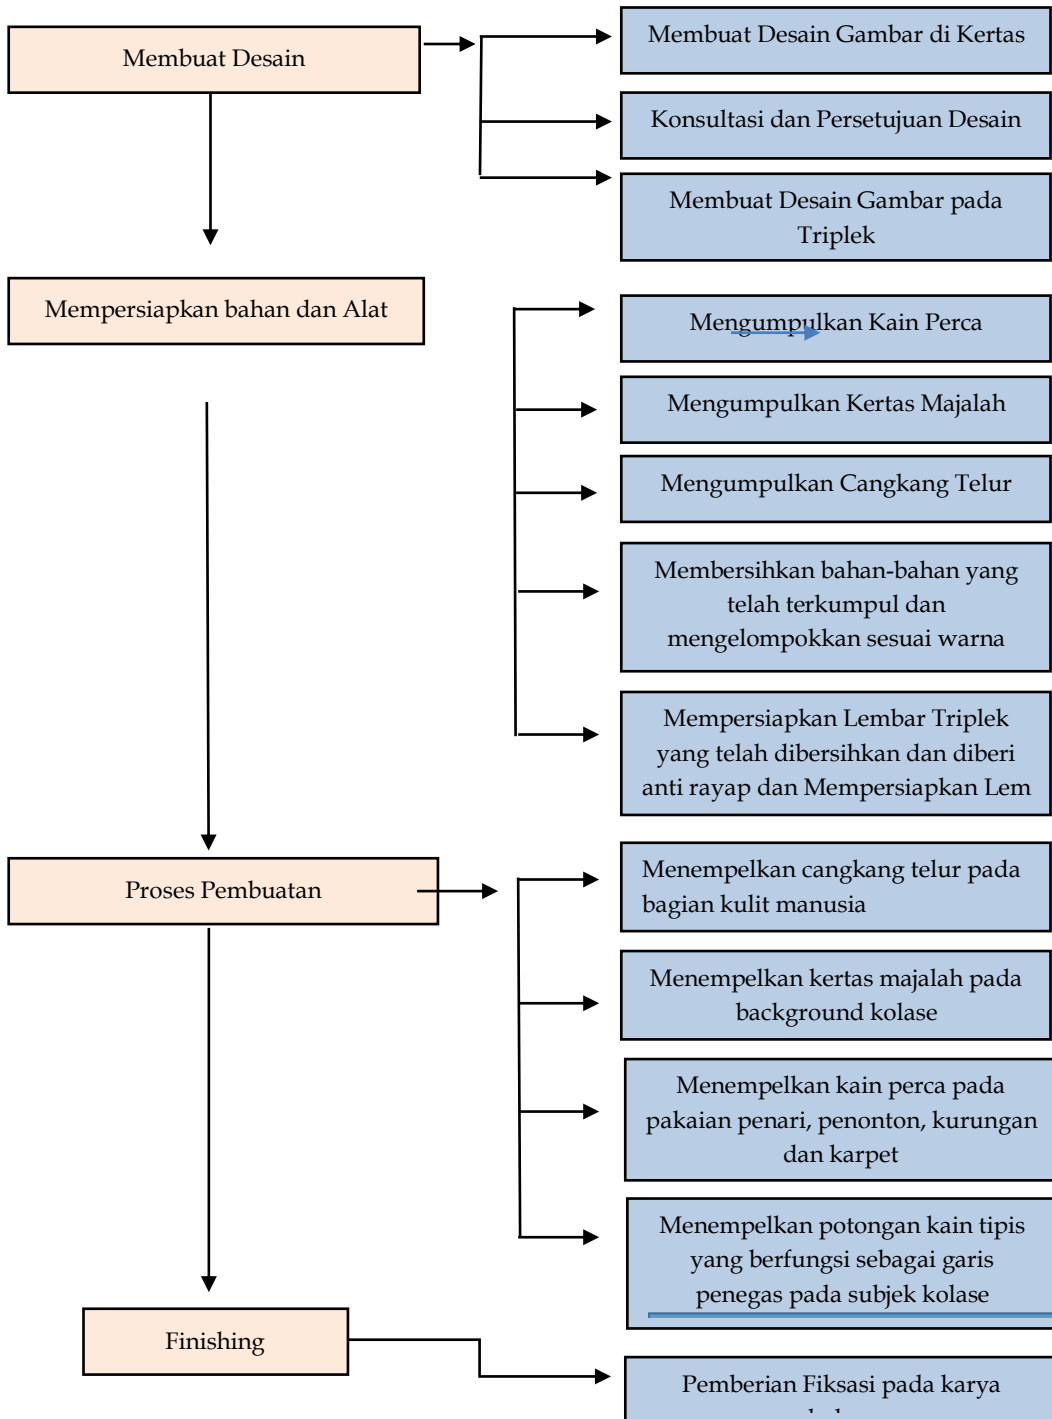 Membuat Desain
Membuat Desain Gambar di Kertas
Konsultasi dan Persetujuan Desain
Membuat Desain Gambar pada
Triplek
Mempersiapkan bahan dan Alat
Mengumpulkan Kain Perca
Mengumpulkan Kertas Majalah
Mengumpulkan Cangkang Telur
Membersihkan bahan-bahan yang
telah terkumpul dan
mengelompokkan sesuai warna
Mempersiapkan Lembar Triplek
yang telah dibersihkan dan diberi
anti rayap dan Mempersiapkan Lem
Proses Pembuatan
Menempelkan cangkang telur pada
bagian kulit manusia
Menempelkan kertas majalah pada
background kolase
Menempelkan kain perca pada
pakaian penari, penonton, kurungan
dan karpet
Menempelkan potongan kain tipis
yang berfungsi sebagai garis
penegas pada subjek kolase
Finishing
Pemberian Fiksasi pada karya